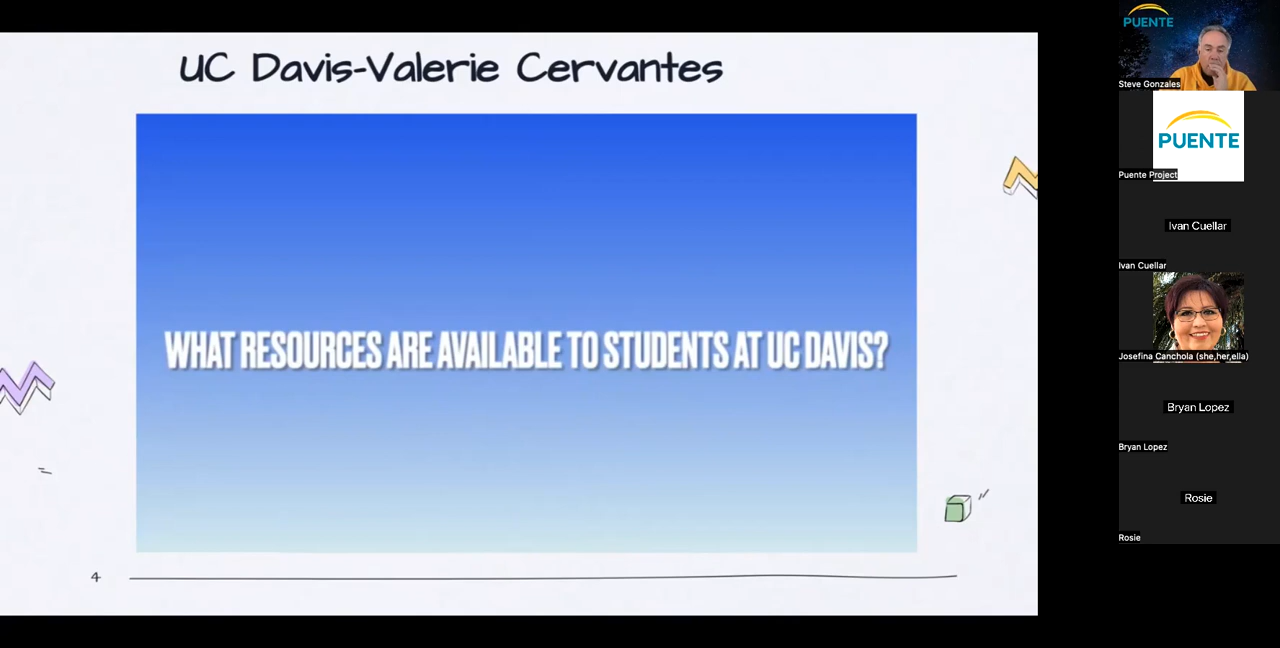 UC Davis-Valerie Cervantes
WHAT RESOURCES ARE AVAILABLE TO STUDENTS AT UC DAVIS?
4
PUENTE
Steve Gonzales
PUENTE
Puente Project
Ivan Cuellar
Ivan Cuellar
Josefina Canchola (she,her,ella)
Bryan Lopez
Bryan Lopez
Rosie
Rosie